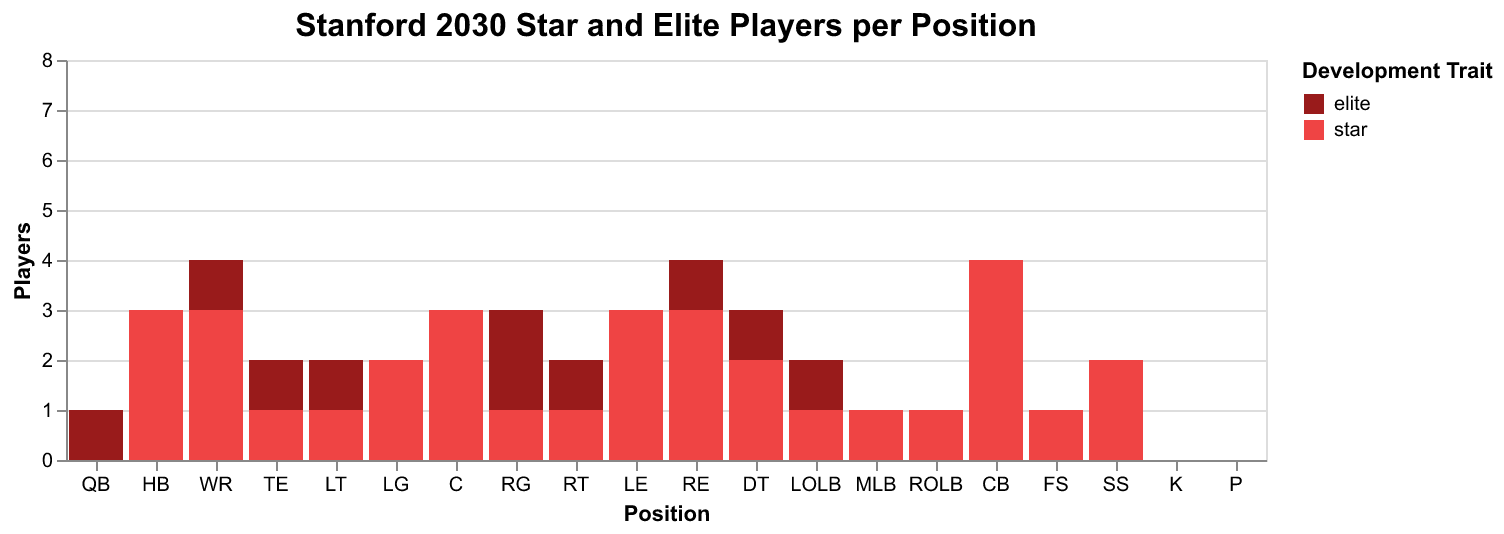 Stanford 2030 Star and Elite Players per Position
Development Trait
elite
star
Players
8
7
6
5
4
3
2
1
0
QB HB WR TE LT LG C RG RT LE RE DT LOLB MLB ROLB CB FS SS K P
Position